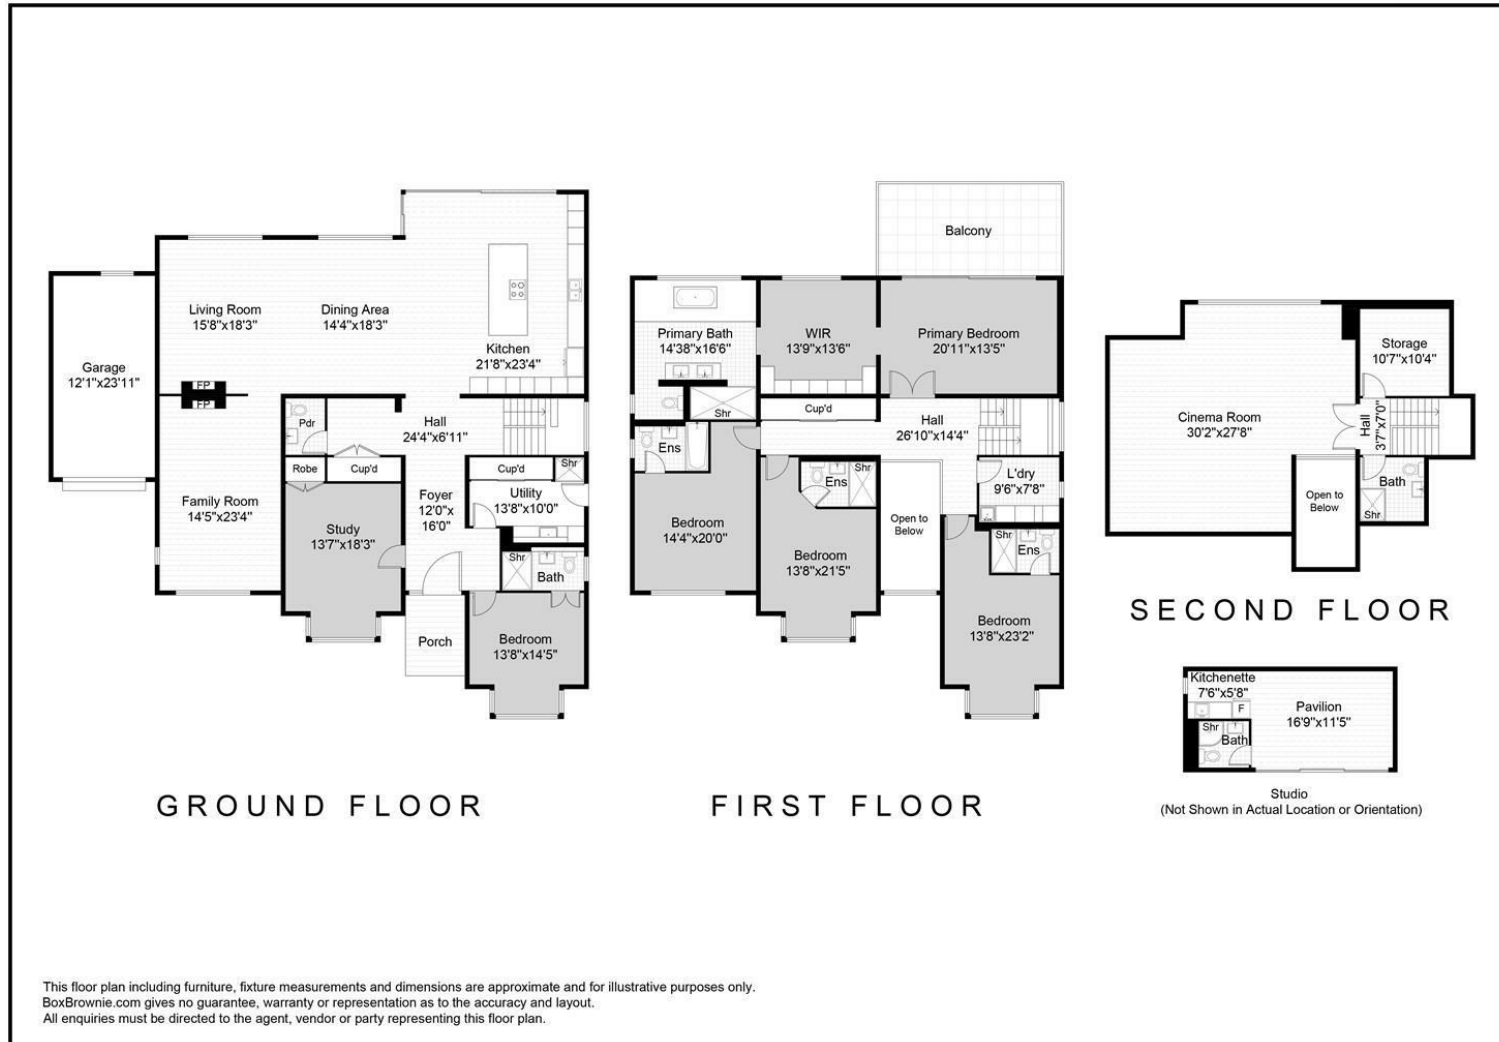 Living Room
15'8"x18'3"
Dining Area
14'4"x18'3"
Kitchen
21'8"x23'4"
Garage
12'1"x23'11"
FP
FP
Pdr
Hall
24'4"x6'11"
Robe
Cup'd
Cup'd
Shr
Family Room
14'5"x23'4"
Study
13'7"x18'3"
Foyer
12'0"x
16'0"
Utility
13'8"x10'0"
Shr
Bath
Porch
Bedroom
13'8"x14'5"
GROUND FLOOR
Balcony
Primary Bath
14'38"x16'6"
WIR
13'9"x13'6"
Primary Bedroom
20'11"x13'5"
Shr
Cup'd
Hall
26'10"x14'4"
Ens
Ens
Shr
L'dry
9'6"x7'8"
Bedroom
14'4"x20'0"
Bedroom
13'8"x21'5"
Open to
Below
Shr
Ens
Bedroom
13'8"x23'2"
FIRST FLOOR
Storage
10'7"x10'4"
Cinema Room
30'2"x27'8"
Hall
3'7"x7'0"
Open to
Below
Bath
Shr
SECOND FLOOR
Kitchenette
7'6"x5'8"
F
Pavilion
16'9"x11'5"
Shr
Bath
Studio
(Not Shown in Actual Location or Orientation)
This floor plan including furniture, fixture measurements and dimensions are approximate and for illustrative purposes only.
BoxBrownie.com gives no guarantee, warranty or representation as to the accuracy and layout.
All enquiries must be directed to the agent, vendor or party representing this floor plan.